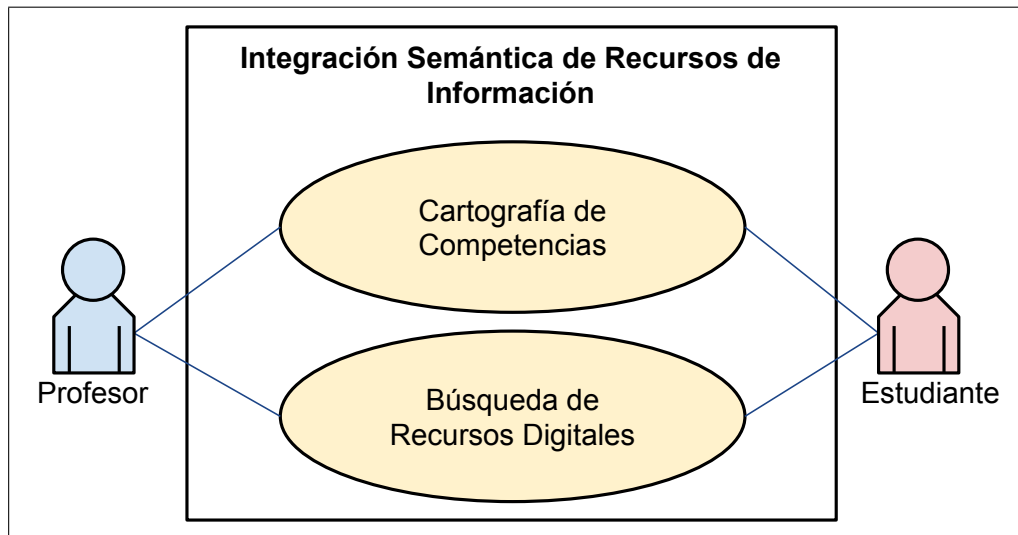 Integración Semántica de Recursos de
Información
Cartografía de
Competencias
Profesor
Estudiante
Búsqueda de
Recursos Digitales